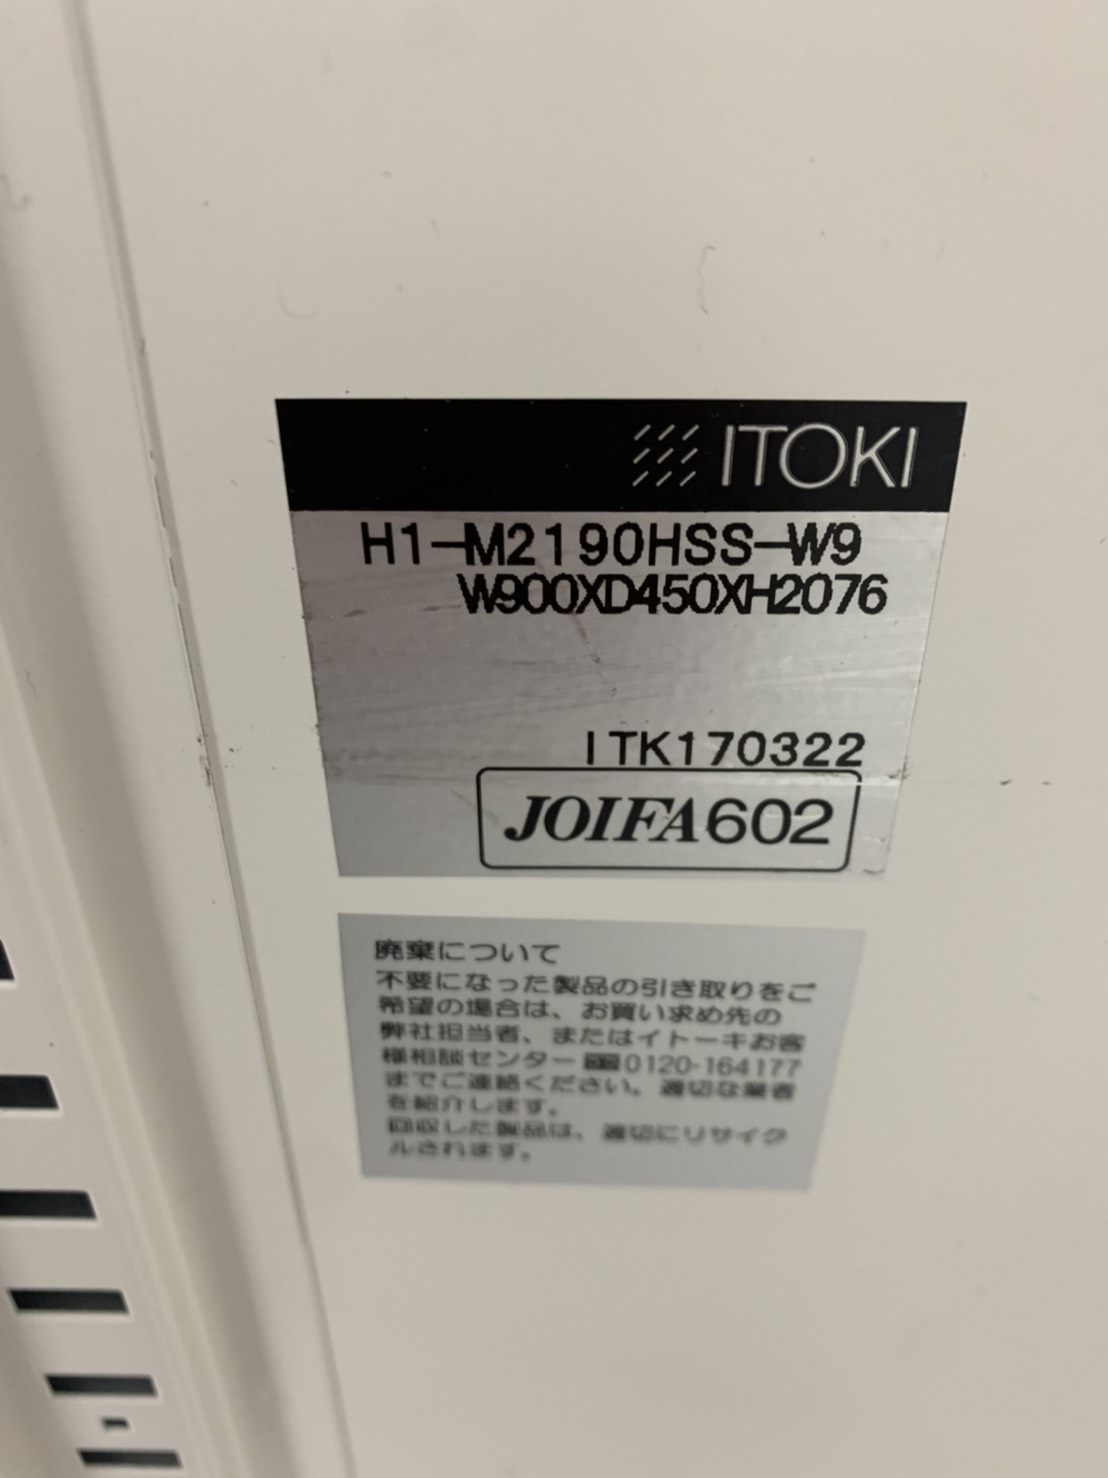 ITOKI
H1-M2190HSS-W9
W900XD450XH2076
ITK170322
JOIFA602
廃棄について
不要になった製品の引き取りをご
希望の場合は、お買い求め先の
弊社担当者、またはイトーキお客
様相談センター 0120-164177
までご連絡ください。適切な業者
を紹介します。
回収した製品は、適切にリサイク
ルされます。